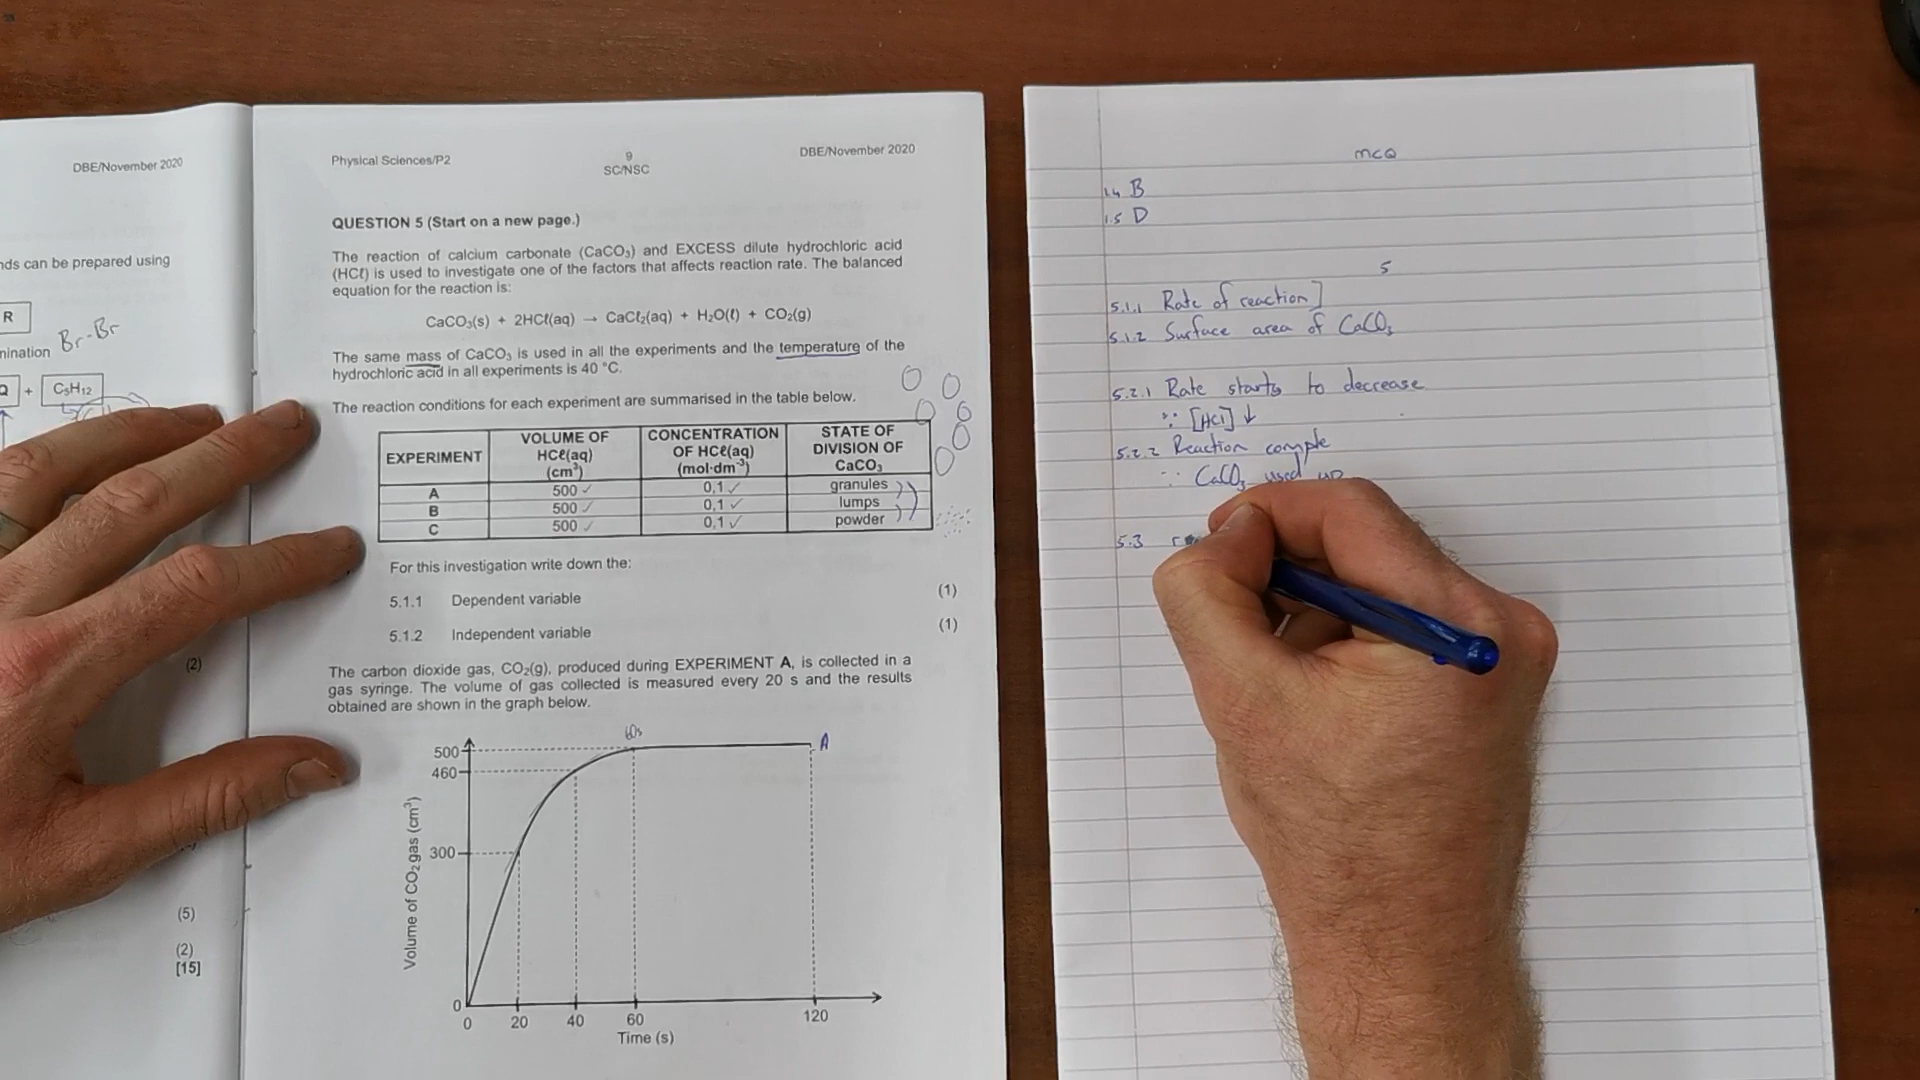 DBE/November 2020
nds can be prepared using
R
Br-Br
nination
Q + C₅H₁₂
(2)
(5)
(2)
[15]
Physical Sciences/P2
9
SC/NSC
DBE/November 2020
QUESTION 5 (Start on a new page.)
The reaction of calcium carbonate (CaCO₃) and EXCESS dilute hydrochloric acid
(HCℓ) is used to investigate one of the factors that affects reaction rate. The balanced
equation for the reaction is:
CaCO₃(s) + 2HCℓ(aq) → CaCℓ₂(aq) + H₂O(ℓ) + CO₂(g)
The same mass of CaCO₃ is used in all the experiments and the temperature of the
hydrochloric acid in all experiments is 40 °C.
The reaction conditions for each experiment are summarised in the table below.
EXPERIMENT VOLUME OF HCℓ(aq) (cm³) CONCENTRATION OF HCℓ(aq) (mol·dm⁻³) STATE OF DIVISION OF CaCO₃
A 500 ✓ 0,1 ✓ granules
B 500 ✓ 0,1 ✓ lumps
C 500 ✓ 0,1 ✓ powder
For this investigation write down the:
5.1.1 Dependent variable (1)
5.1.2 Independent variable (1)
The carbon dioxide gas, CO₂(g), produced during EXPERIMENT A, is collected in a
gas syringe. The volume of gas collected is measured every 20 s and the results
obtained are shown in the graph below.
60s
A
500
460
300
0
Volume of CO₂ gas (cm³)
0 20 40 60 120
Time (s)
MCQ
1.4 B
1.5 D
5
5.1.1 Rate of reaction]
5.1.2 Surface area of CaCO₃
5.2.1 Rate starts to decrease
∵ [HCl] ↓
5.2.2 Reaction comple
∵ CaCO₃ used up
5.3